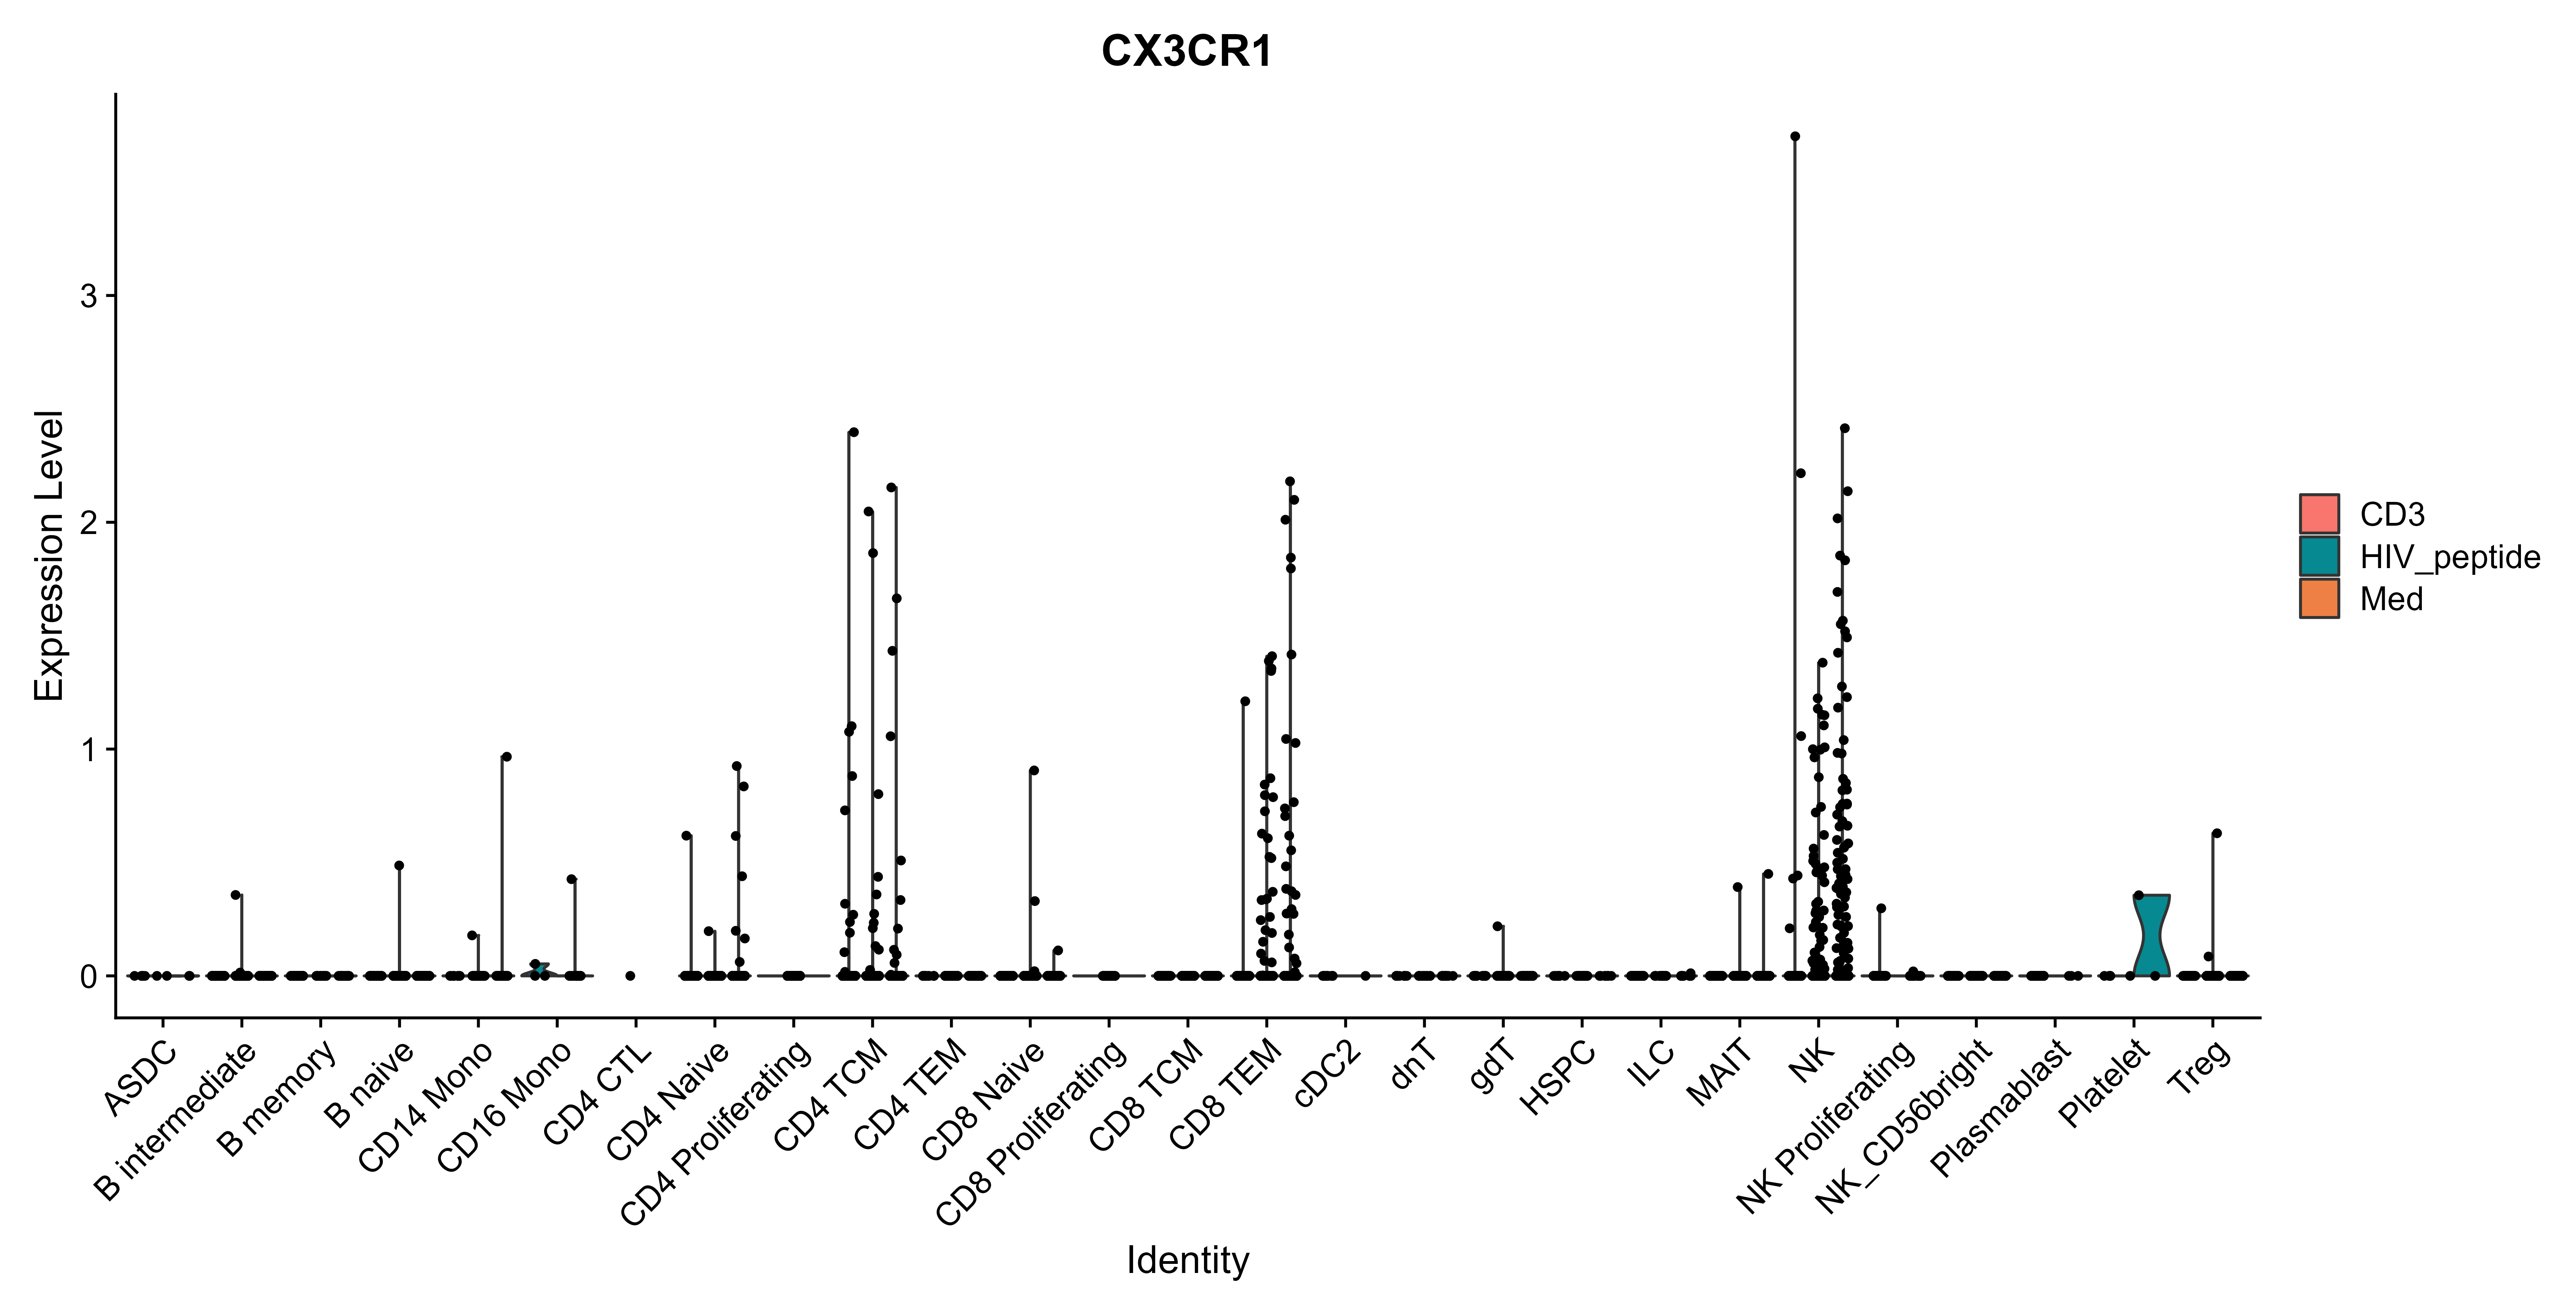 CX3CR1
Expression Level
3
2
1
0
ASDC
B intermediate
B memory
B naive
CD14 Mono
CD16 Mono
CD4 CTL
CD4 Naive
CD4 Proliferating
CD4 TCM
CD4 TEM
CD8 Naive
CD8 Proliferating
CD8 TCM
CD8 TEM
cDC2
dnT
gdT
HSPC
ILC
MAIT
NK
NK Proliferating
NK_CD56bright
Plasmablast
Platelet
Treg
Identity
CD3
HIV_peptide
Med